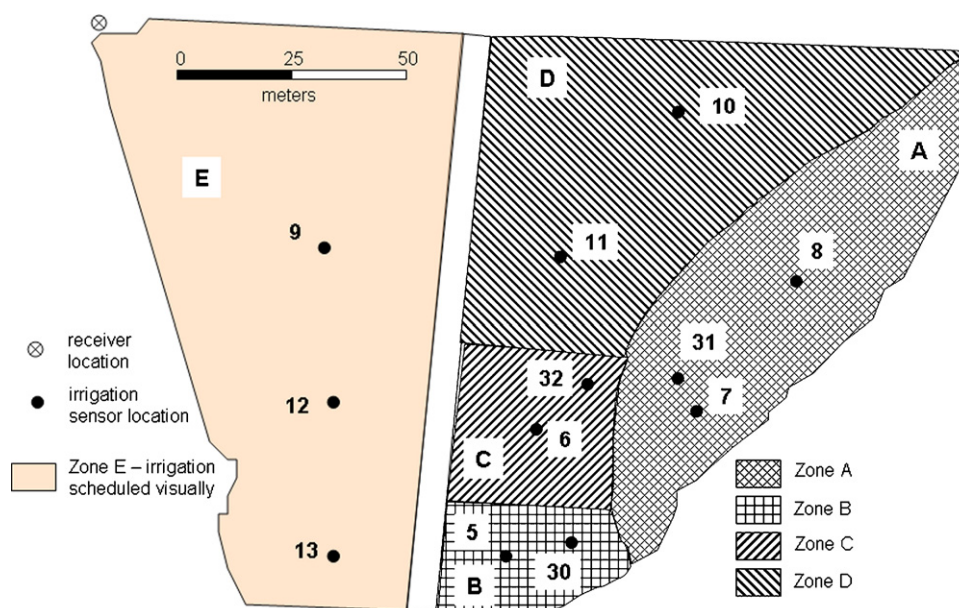 0 25 50
meters
D
10
A
E
9
11
8
receiver
location
31
32
7
irrigation
sensor location
12
6
C
Zone E – irrigation
scheduled visually
Zone A
Zone B
5
13
30
Zone C
B
Zone D